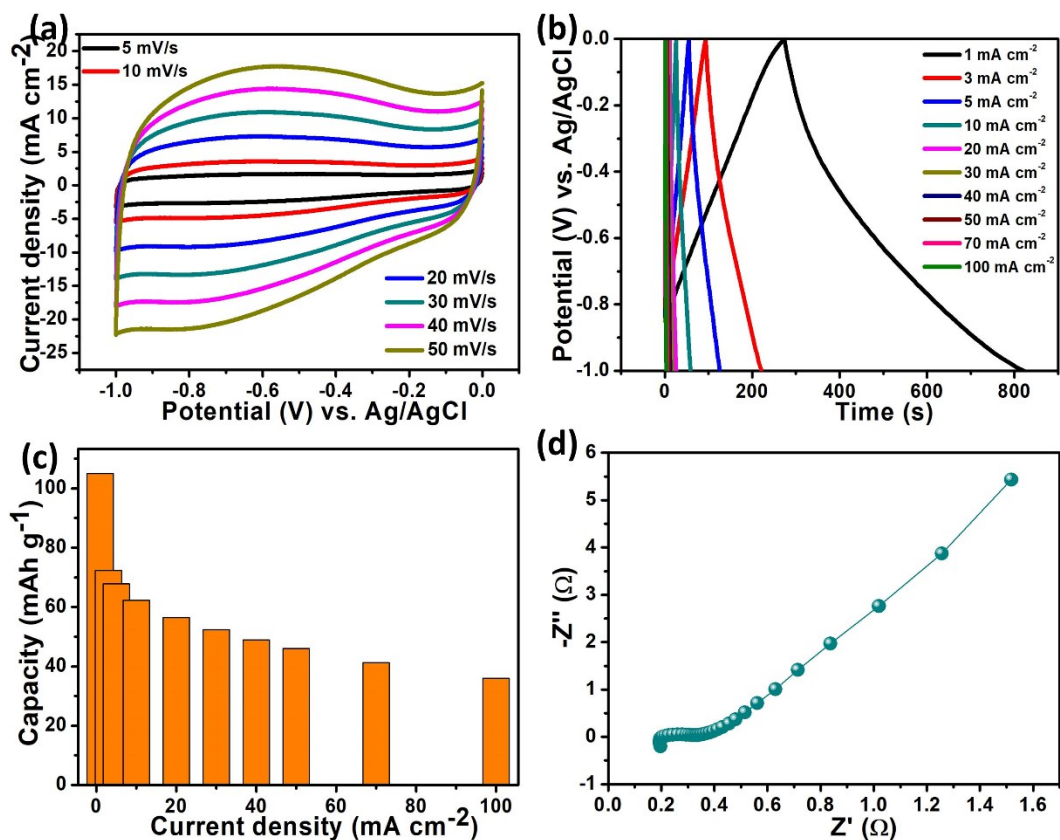 (a)
Current density (mA cm-2)
20
15
10
5
0
-5
-10
-15
-20
-25
5 mV/s
10 mV/s
20 mV/s
30 mV/s
40 mV/s
50 mV/s
-1.0 -0.8 -0.6 -0.4 -0.2 0.0
Potential (V) vs. Ag/AgCl
(b)
Potential (V) vs. Ag/AgCl
0.0
-0.2
-0.4
-0.6
-0.8
-1.0
1 mA cm-2
3 mA cm-2
5 mA cm-2
10 mA cm-2
20 mA cm-2
30 mA cm-2
40 mA cm-2
50 mA cm-2
70 mA cm-2
100 mA cm-2
0 200 400 600 800
Time (s)
(c)
Capacity (mAh g-1)
100
80
60
40
20
0
0 20 40 60 80 100
Current density (mA cm-2)
(d)
-Z'' (Ω)
6
5
4
3
2
1
0
-1
0.0 0.2 0.4 0.6 0.8 1.0 1.2 1.4 1.6
Z' (Ω)